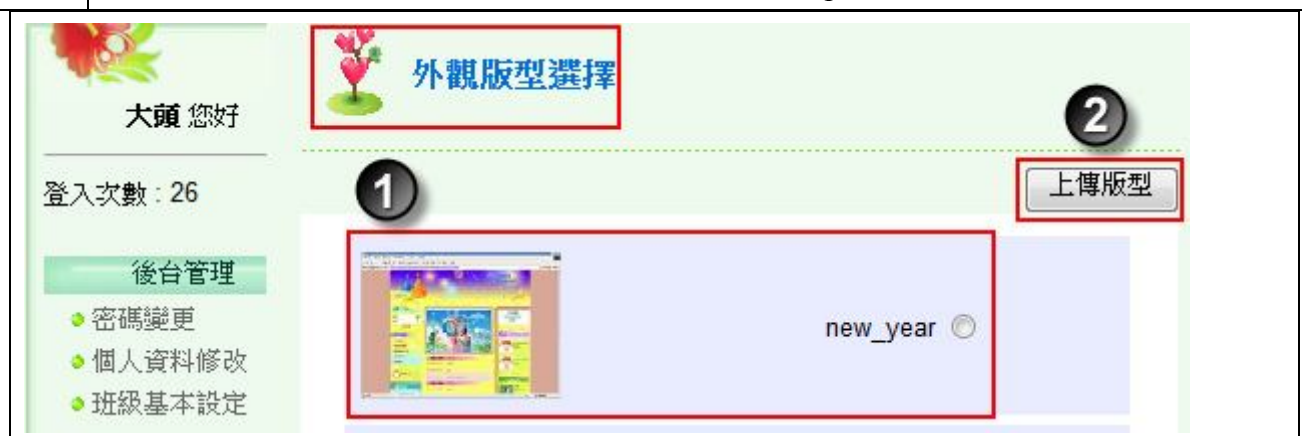 大頭 您好
登入次數 : 26
後台管理
密碼變更
個人資料修改
班級基本設定
外觀版型選擇
2
上傳版型
1
new_year